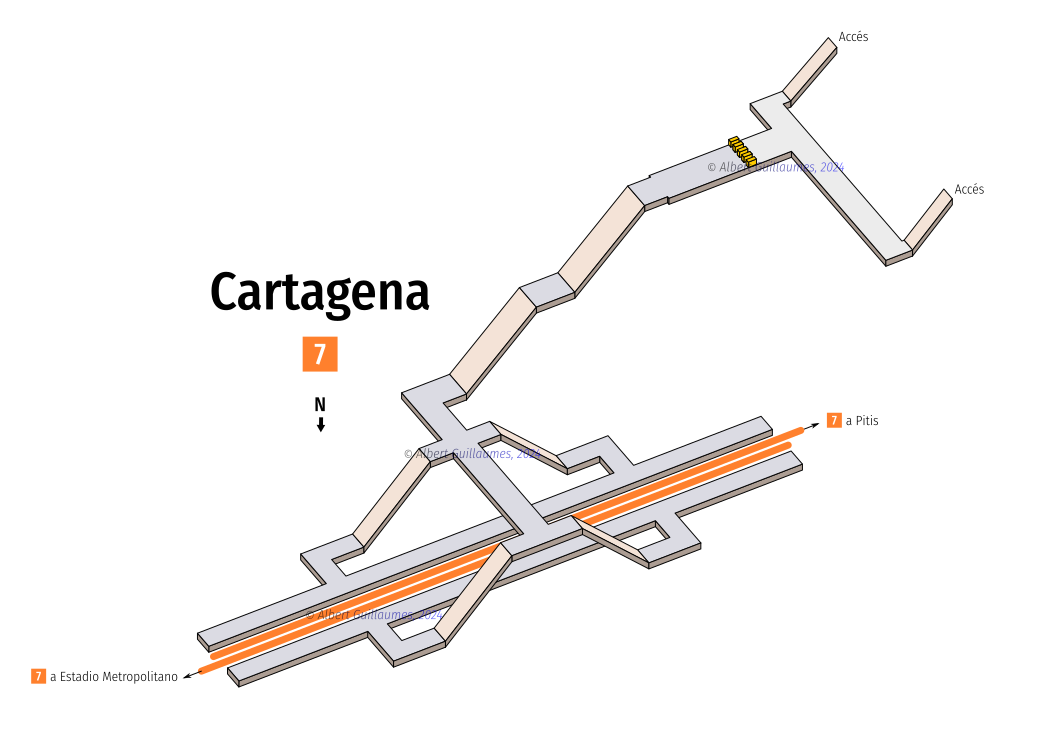 Accés
© Albert Guillaumes, 2024
Accés
Cartagena
7
N
7 a Pitis
© Albert Guillaumes, 2024
© Albert Guillaumes, 2024
7 a Estadio Metropolitano